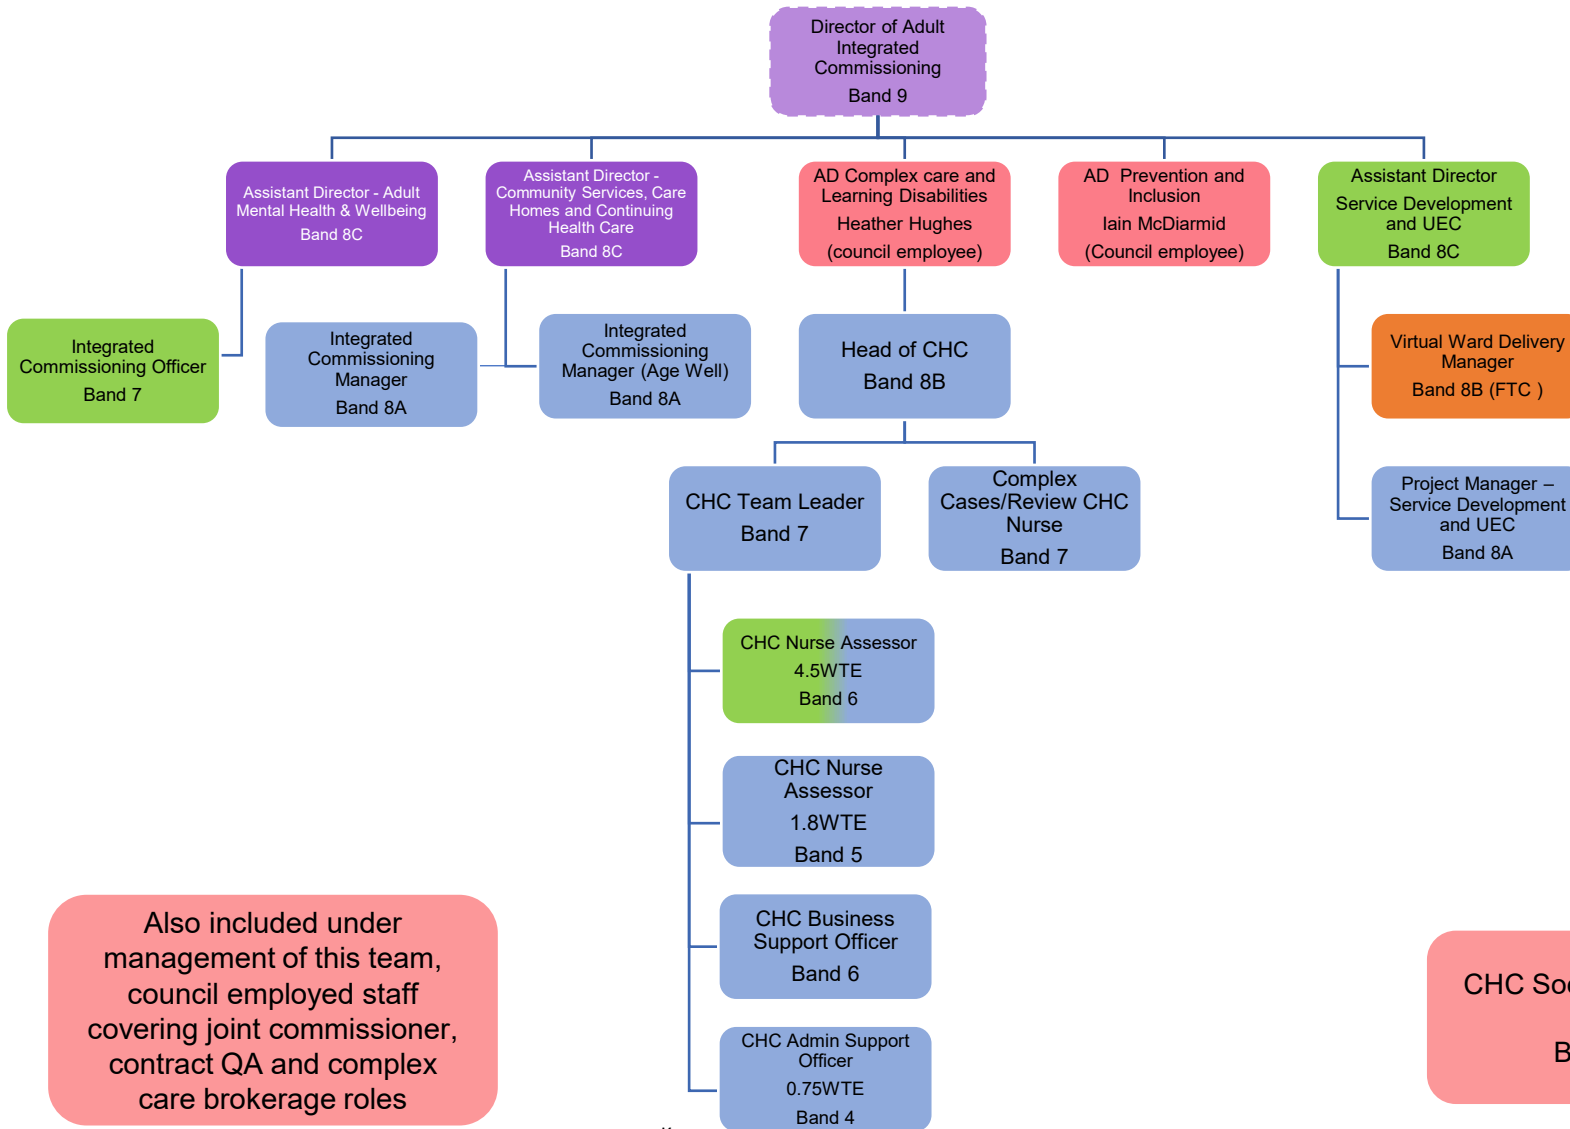 Director of Adult
Integrated
Commissioning
Band 9
Assistant Director - Adult
Mental Health & Wellbeing
Band 8C
Assistant Director -
Community Services, Care
Homes and Continuing
Health Care
Band 8C
AD Complex care and
Learning Disabilities
Heather Hughes
(council employee)
AD Prevention and
Inclusion
Iain McDiarmid
(Council employee)
Assistant Director
Service Development
and UEC
Band 8C
Integrated
Commissioning Officer
Band 7
Integrated
Commissioning
Manager
Band 8A
Integrated
Commissioning
Manager (Age Well)
Band 8A
Head of CHC
Band 8B
Virtual Ward Delivery
Manager
Band 8B (FTC )
CHC Team Leader
Band 7
Complex
Cases/Review CHC
Nurse
Band 7
Project Manager –
Service Development
and UEC
Band 8A
CHC Nurse Assessor
4.5WTE
Band 6
CHC Nurse
Assessor
1.8WTE
Band 5
CHC Business
Support Officer
Band 6
CHC Admin Support
Officer
0.75WTE
Band 4
Also included under
management of this team,
council employed staff
covering joint commissioner,
contract QA and complex
care brokerage roles
CHC
B